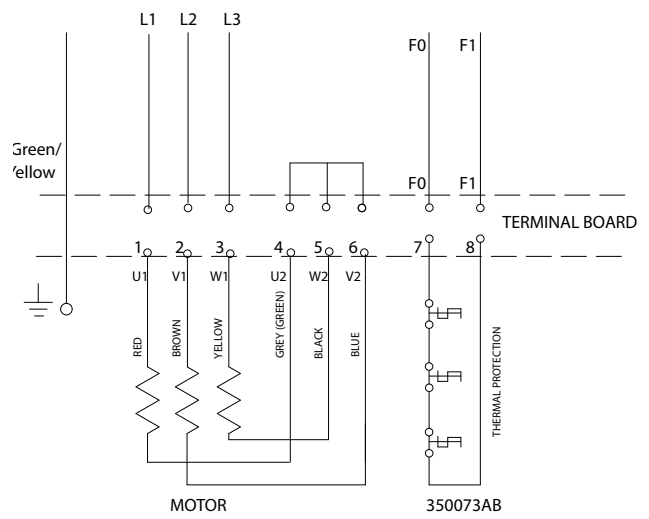 L1 L2 L3
F0 F1
Green/
Yellow
F0 F1
TERMINAL BOARD
1 2 3 4 5 6 7 8
U1 V1 W1 U2 W2 V2
RED
BROWN
YELLOW
GREY (GREEN)
BLACK
BLUE
THERMAL PROTECTION
MOTOR
350073AB